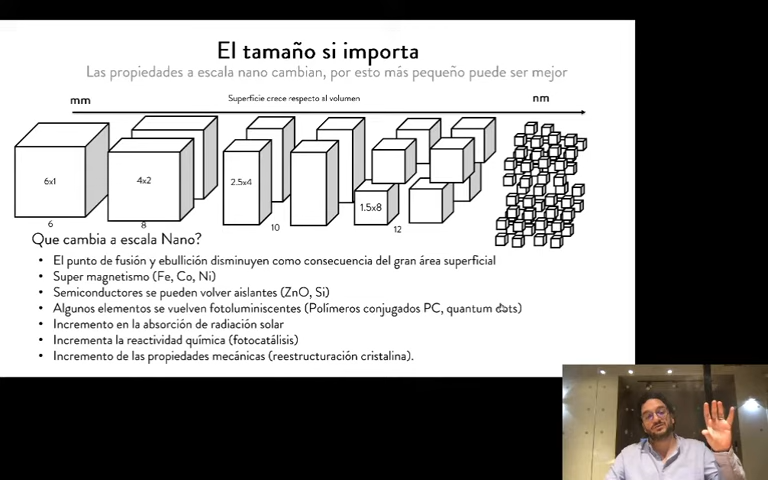 El tamaño si importa
Las propiedades a escala nano cambian, por esto más pequeño puede ser mejor
mm
Superficie crece respecto al volumen
nm
6x1
4x2
2.5x4
1.5x8
6
8
10
12
Que cambia a escala Nano?
• El punto de fusión y ebullición disminuyen como consecuencia del gran área superficial
• Super magnetismo (Fe, Co, Ni)
• Semiconductores se pueden volver aislantes (ZnO, Si)
• Algunos elementos se vuelven fotoluminiscentes (Polímeros conjugados PC, quantum dots)
• Incremento en la absorción de radiación solar
• Incrementa la reactividad química (fotocatálisis)
• Incremento de las propiedades mecánicas (reestructuración cristalina).